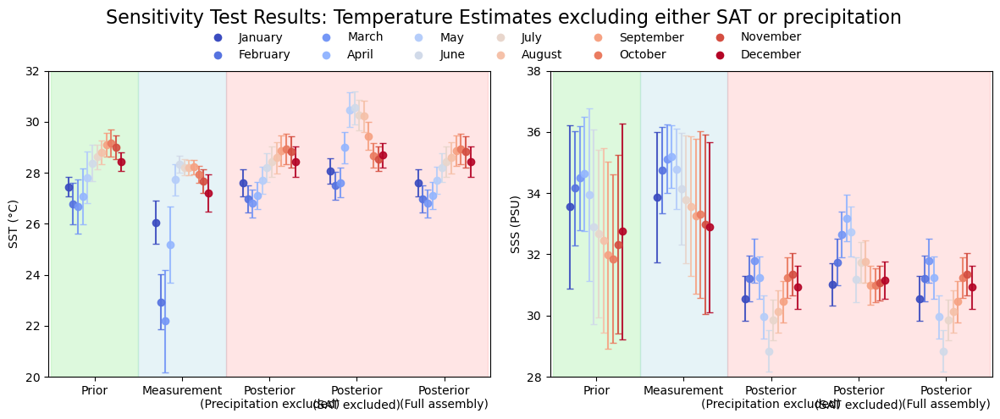 Sensitivity Test Results: Temperature Estimates excluding either SAT or precipitation
January March May July September November
February April June August October December
SST (°C)
32
30
28
26
24
22
20
Prior Measurement Posterior Posterior Posterior
(Precipitation excluded) (SAT excluded) (Full assembly)
SSS (PSU)
38
36
34
32
30
28
Prior Measurement Posterior Posterior Posterior
(Precipitation excluded) (SAT excluded) (Full assembly)